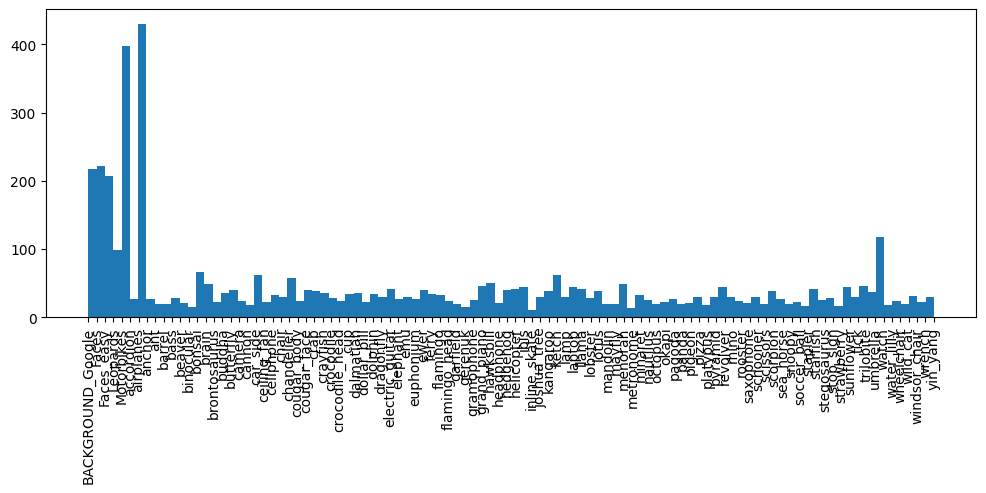 400
300
200
100
0
BACKGROUND_Google
Faces
Faces_easy
Leopards
Motorbikes
accordion
airplanes
anchor
ant
barrel
bass
beaver
binocular
bonsai
brain
brontosaurus
buddha
butterfly
camera
cannon
car_side
ceiling_fan
cellphone
chair
chandelier
cougar_body
cougar_face
crab
crayfish
crocodile
crocodile_head
cup
dalmatian
dollar_bill
dolphin
dragonfly
electric_guitar
elephant
emu
euphonium
ewer
ferry
flamingo
flamingo_head
garfield
gerenuk
gramophone
grand_piano
hawksbill
headphone
hedgehog
helicopter
ibis
inline_skate
joshua_tree
kangaroo
ketch
lamp
laptop
llama
lobster
lotus
mandolin
mayfly
menorah
metronome
minaret
nautilus
octopus
okapi
pagoda
panda
pigeon
pizza
platypus
pyramid
revolver
rhino
rooster
saxophone
schooner
scissors
scorpion
sea_horse
snoopy
soccer_ball
stapler
starfish
stegosaurus
stop_sign
strawberry
sunflower
tick
trilobite
umbrella
watch
water_lilly
wheelchair
wild_cat
windsor_chair
wrench
yin_yang